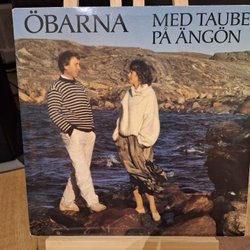 ÖBARNA
MED TAUBE
PÅ ÄNGÖN